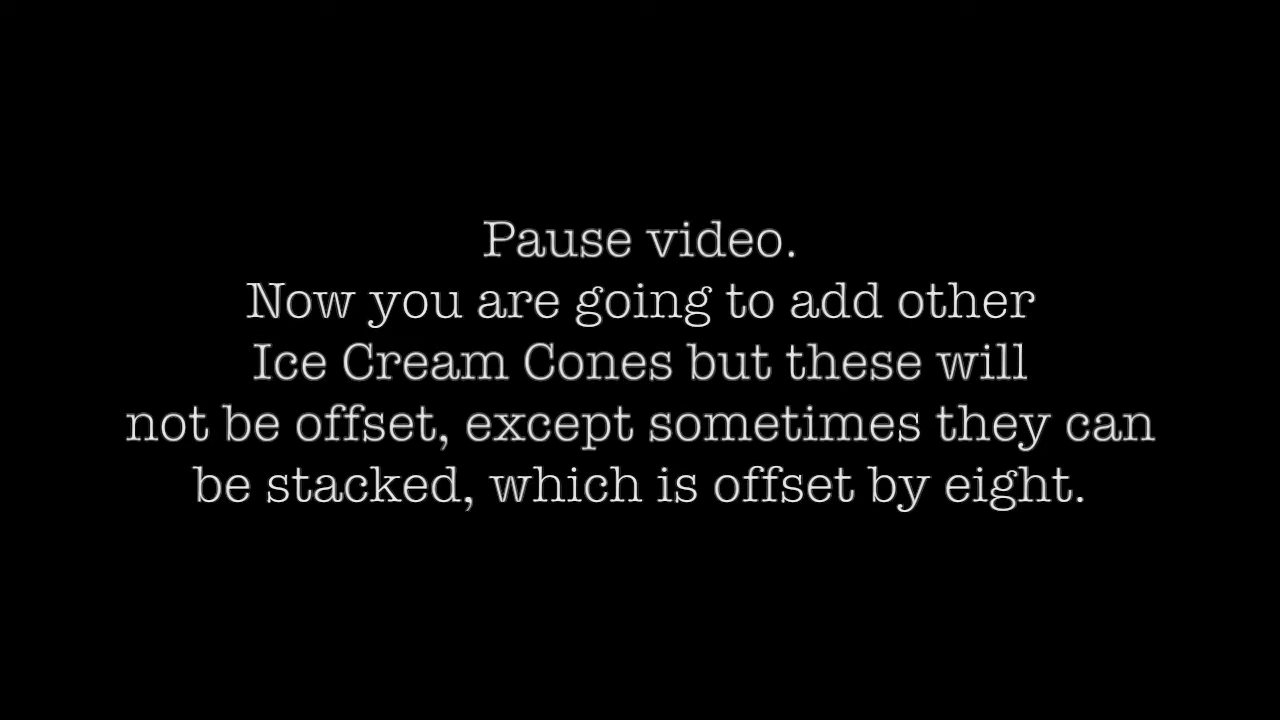 Pause video.
Now you are going to add other
Ice Cream Cones but these will
not be offset, except sometimes they can
be stacked, which is offset by eight.